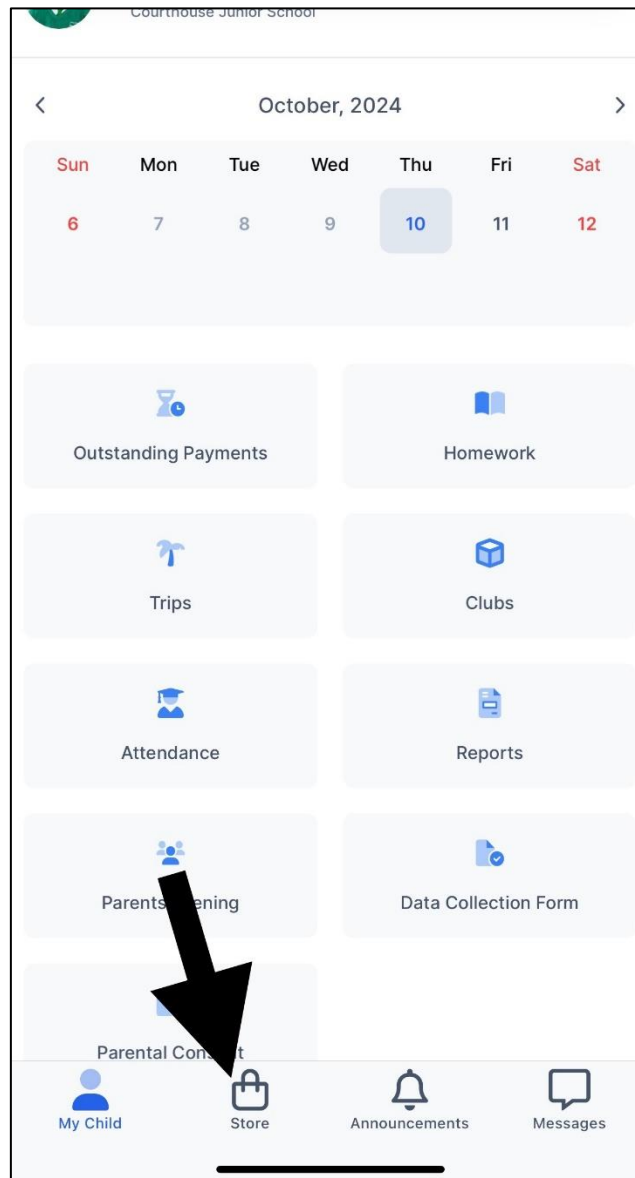 Courthouse Junior School
October, 2024
Sun Mon Tue Wed Thu Fri Sat
6 7 8 9 10 11 12
Outstanding Payments Homework
Trips Clubs
Attendance Reports
Data Collection Form
Parental
My Child Store Announcements Messages